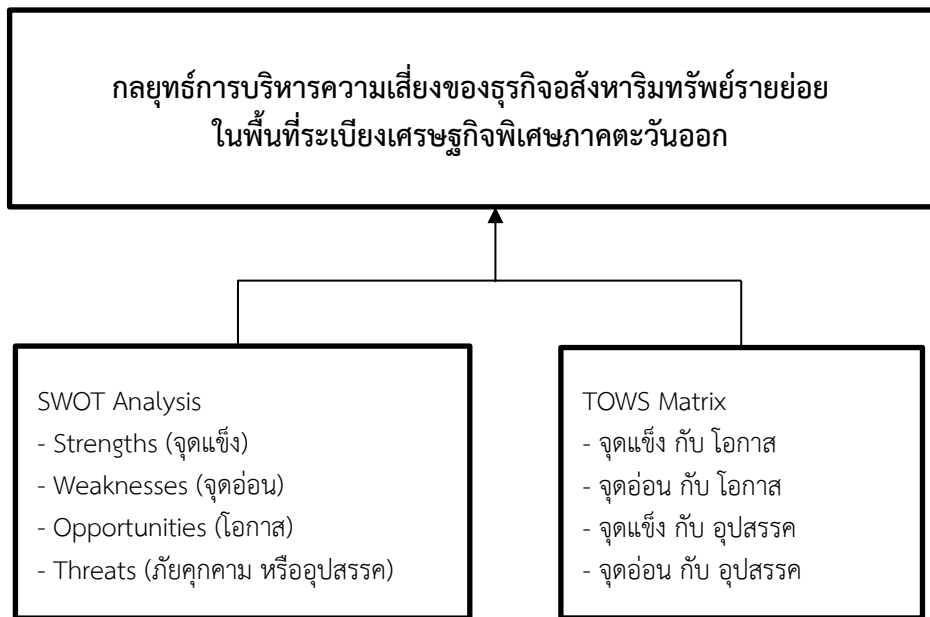 กลยุทธ์การบริหารความเสี่ยงของธุรกิจอสังหาริมทรัพย์รายย่อย
ในพื้นที่ระเบียงเศรษฐกิจพิเศษภาคตะวันออก
SWOT Analysis
- Strengths (จุดแข็ง)
- Weaknesses (จุดอ่อน)
- Opportunities (โอกาส)
- Threats (ภัยคุกคาม หรืออุปสรรค)
TOWS Matrix
- จุดแข็ง กับ โอกาส
- จุดอ่อน กับ โอกาส
- จุดแข็ง กับ อุปสรรค
- จุดอ่อน กับ อุปสรรค